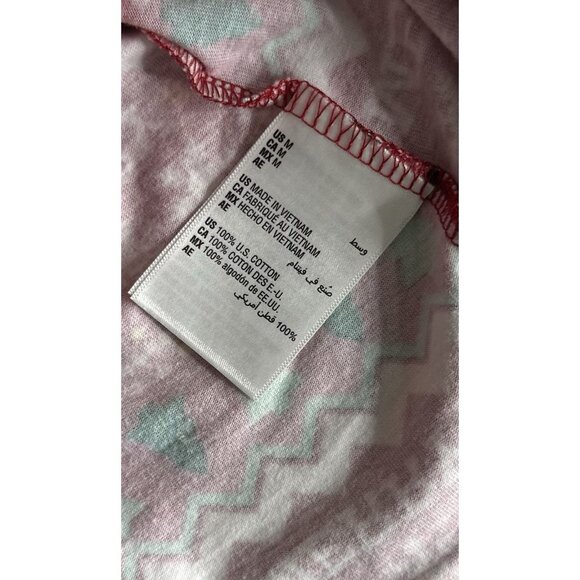 US M
CA M
MX M
AE وسط
US MADE IN VIETNAM
CA FABRIQUÉ AU VIETNAM
MX HECHO EN VIETNAM
AE صُنع في فيتنام
US 100% U.S. COTTON
CA 100% COTON DES E-U.
MX 100% algodón de EE.UU.
AE 100% قطن أمريكي